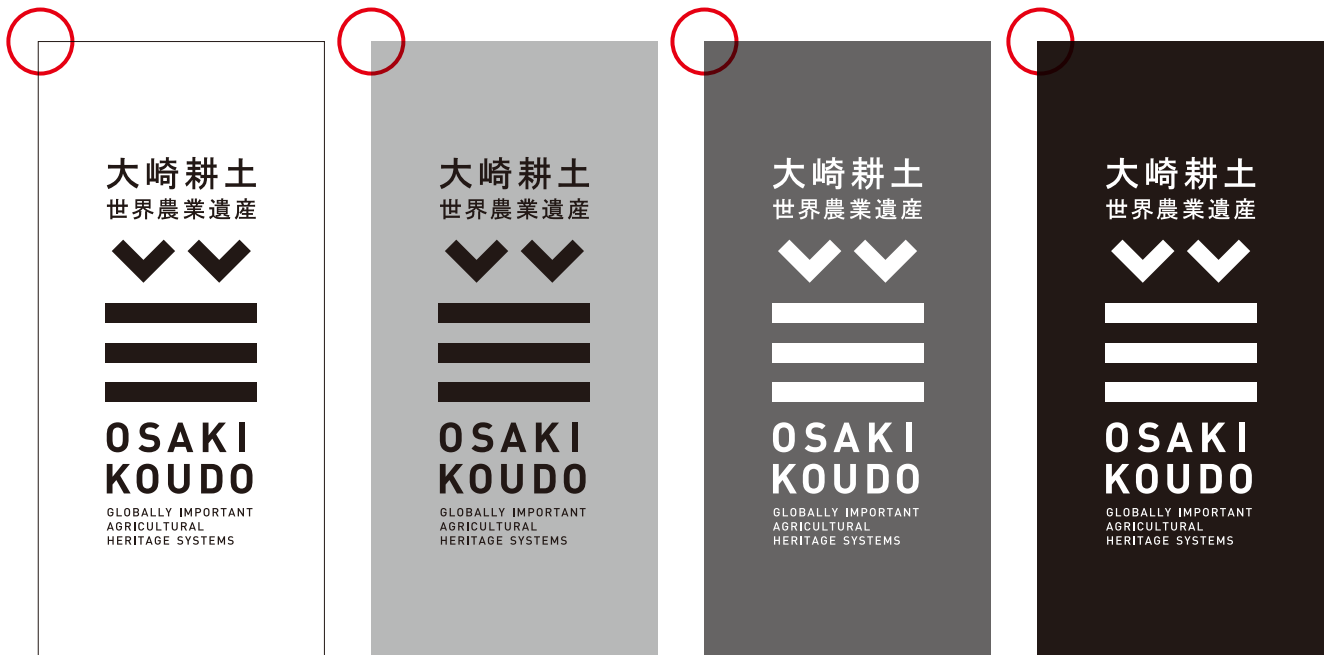 大崎耕土
世界農業遺産
OSAKI
KOUDO
GLOBALLY IMPORTANT
AGRICULTURAL
HERITAGE SYSTEMS
大崎耕土
世界農業遺産
OSAKI
KOUDO
GLOBALLY IMPORTANT
AGRICULTURAL
HERITAGE SYSTEMS
大崎耕土
世界農業遺産
OSAKI
KOUDO
GLOBALLY IMPORTANT
AGRICULTURAL
HERITAGE SYSTEMS
大崎耕土
世界農業遺産
OSAKI
KOUDO
GLOBALLY IMPORTANT
AGRICULTURAL
HERITAGE SYSTEMS